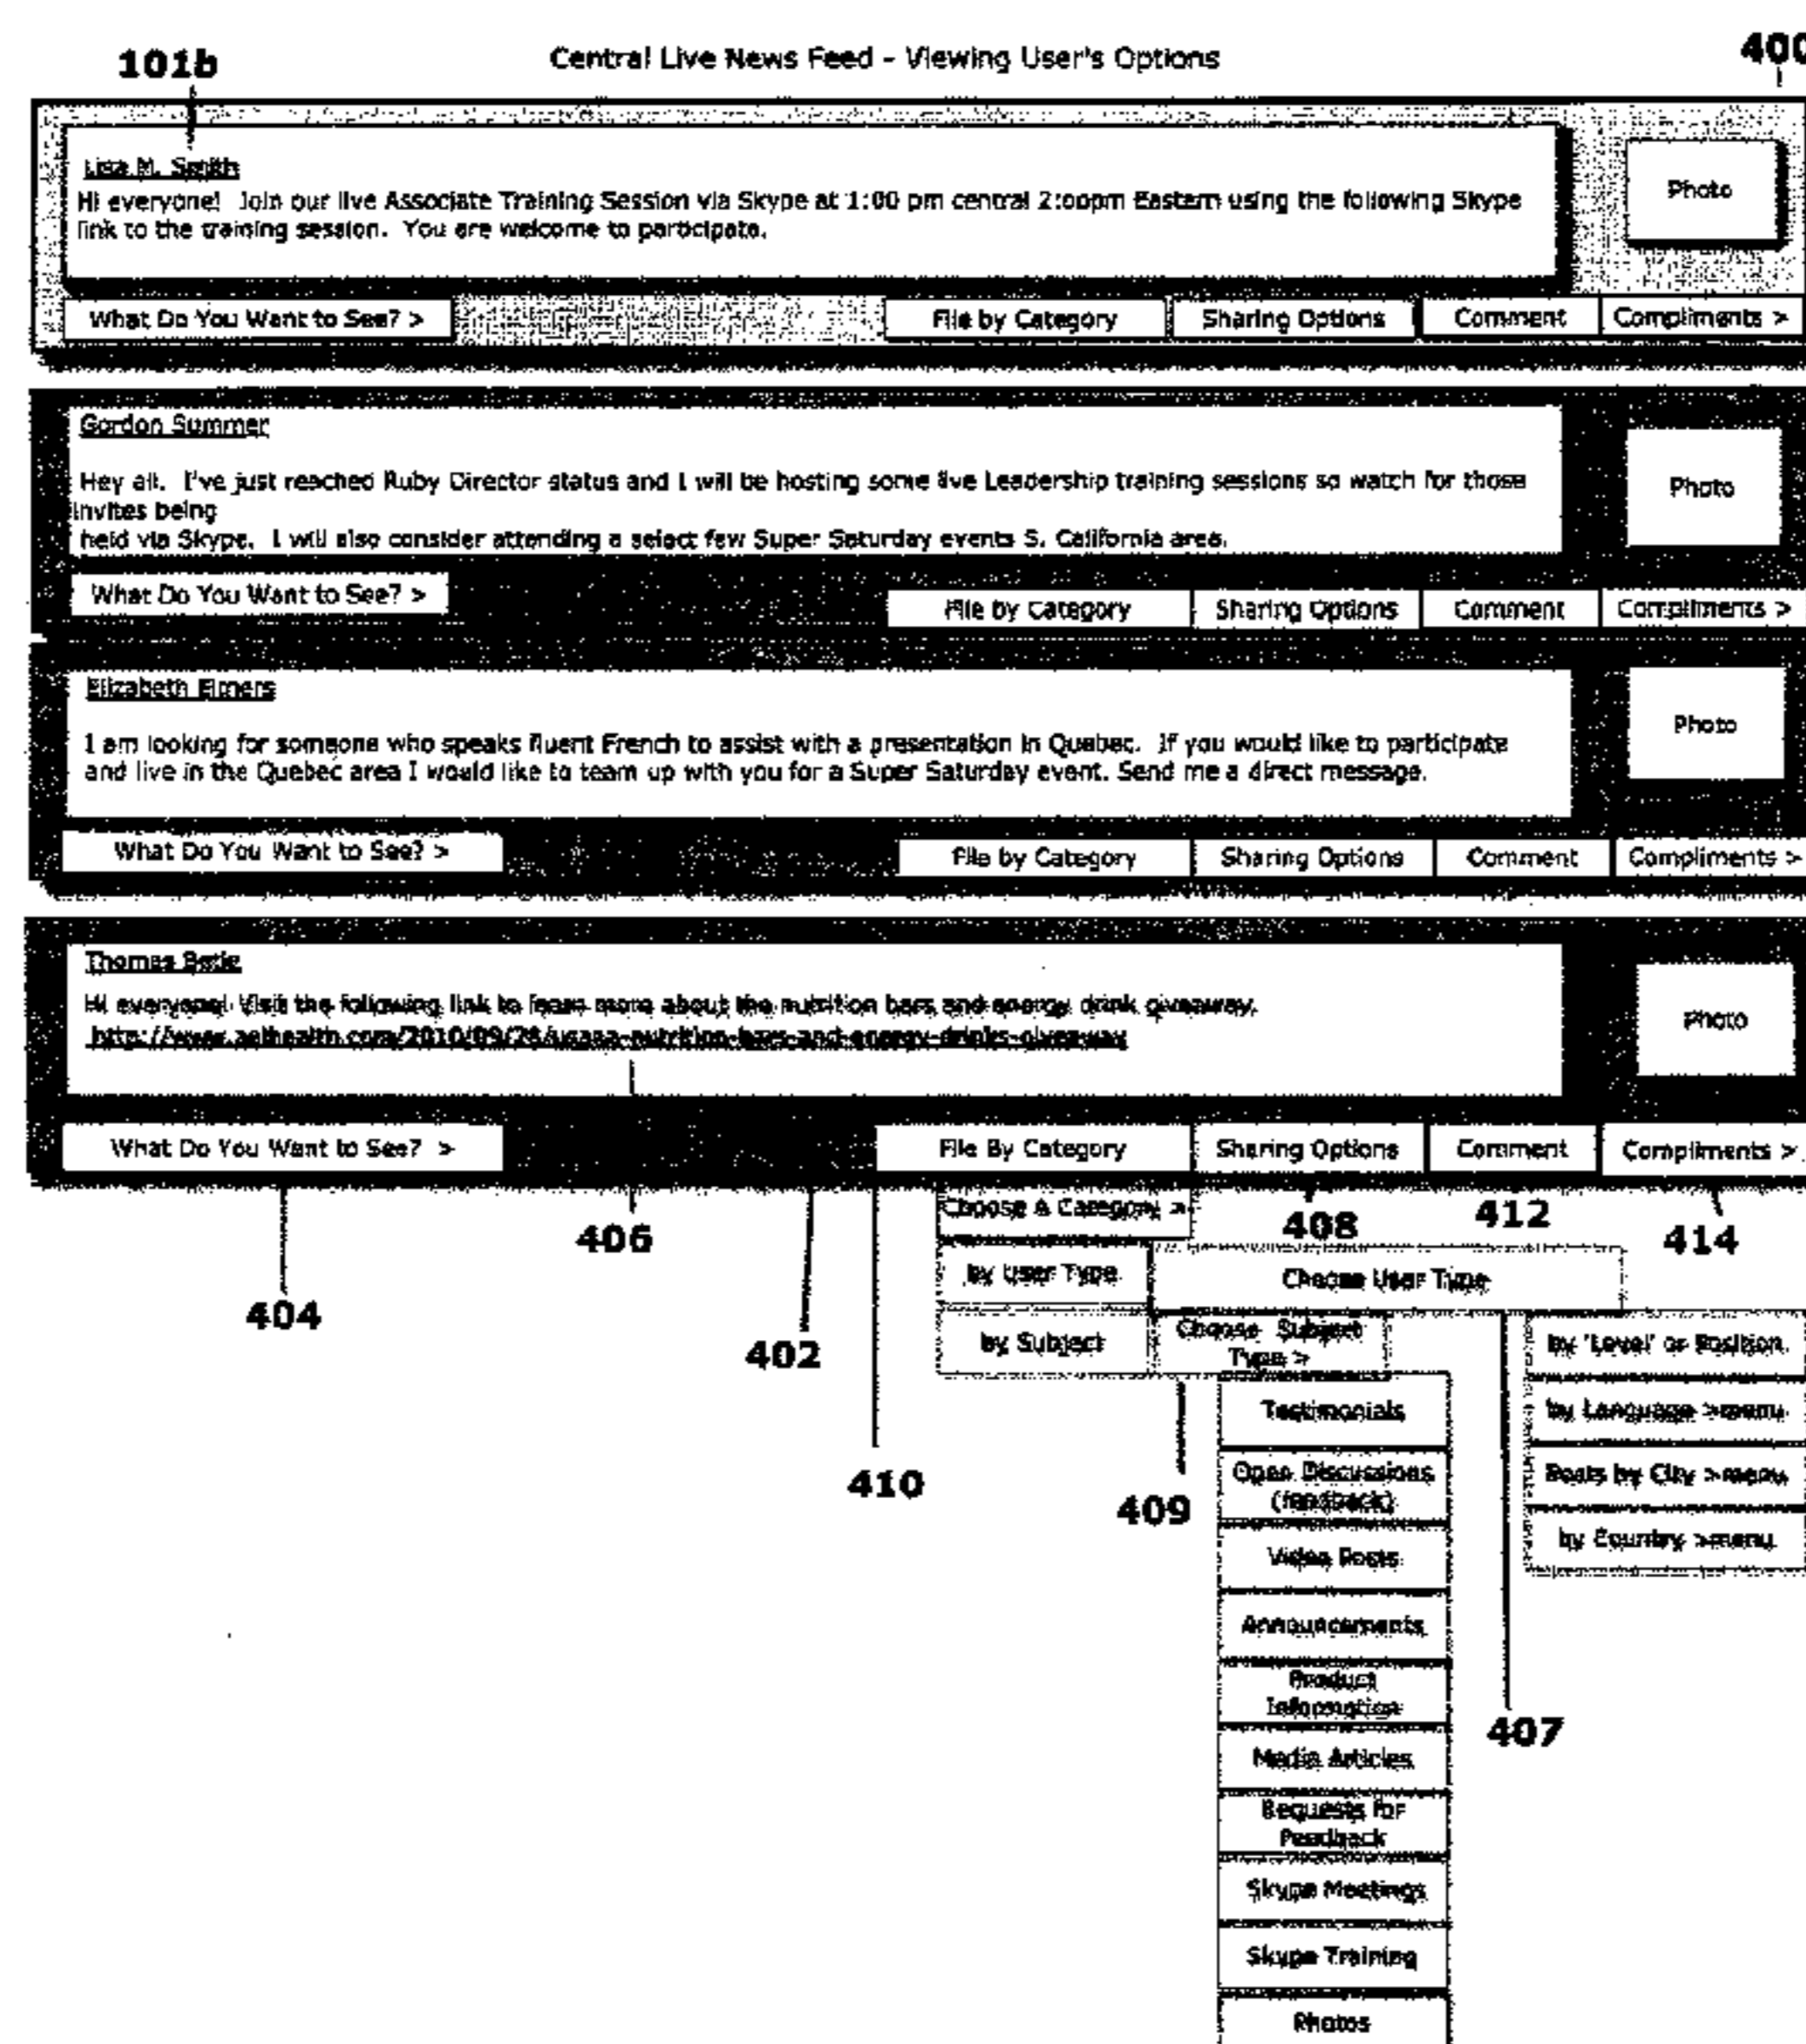 101b
Central Live News Feed - Viewing User's Options
400
Lisa M. Smith
Hi everyone! Join our live Associate Training Session via Skype at 1:00 pm central 2:oopm Eastern using the following Skype
link to the training session. You are welcome to participate.
Photo
What Do You Want to See? >
File by Category
Sharing Options
Comment
Compliments >
Gordon Summer
Hey all. I've just reached Ruby Director status and I will be hosting some live Leadership training sessions so watch for those
invites being
held via Skype. I will also consider attending a select few Super Saturday events S. California area.
Photo
What Do You Want to See? >
File by Category
Sharing Options
Comment
Compliments >
Elizabeth Elmers
I am looking for someone who speaks fluent French to assist with a presentation in Quebec. If you would like to participate
and live in the Quebec area I would like to team up with you for a Super Saturday event. Send me a direct message.
Photo
What Do You Want to See? >
File by Category
Sharing Options
Comment
Compliments >
Thomas
Hi everyone! Visit the following link to learn more about the nutrition bars and energy drink giveaway.
Photo
What Do You Want to See? >
File By Category
Sharing Options
Comment
Compliments >
Choose A Category >
406
408
412
414
by User Type
Choose User Type
404
402
by Subject
Choose Subject
Type >
by 'Level' or Position
Testimonials
by Language >menu
410
409
Open Discussions
(feedback)
Posts by City >menu
Video Posts
by Country >menu
Announcements
Product
Information
407
Media Articles
Requests for
Feedback
Skype Meetings
Skype Training
Photos